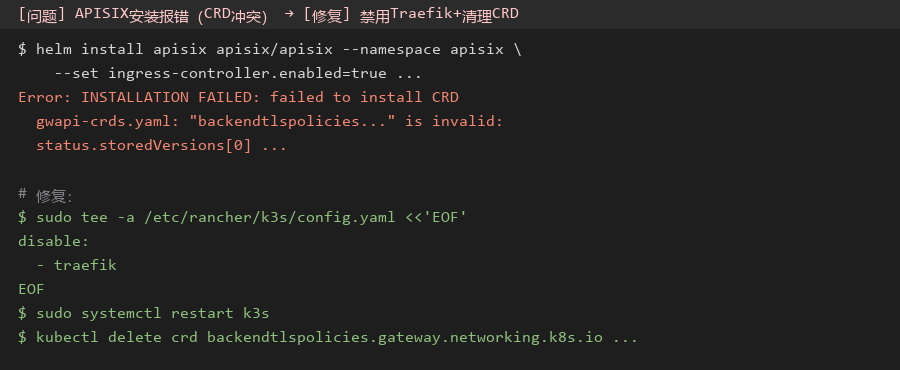 [问题] APISIX安装报错 (CRD冲突) → [修复] 禁用Traefik+清理CRD
$ helm install apisix apisix/apisix --namespace apisix \
    --set ingress-controller.enabled=true ...
Error: INSTALLATION FAILED: failed to install CRD
  gwapi-crds.yaml: "backendtlspolicies..." is invalid:
  status.storedVersions[0] ...
# 修复:
$ sudo tee -a /etc/rancher/k3s/config.yaml <<'EOF'
disable:
  - traefik
EOF
$ sudo systemctl restart k3s
$ kubectl delete crd backendtlspolicies.gateway.networking.k8s.io ...